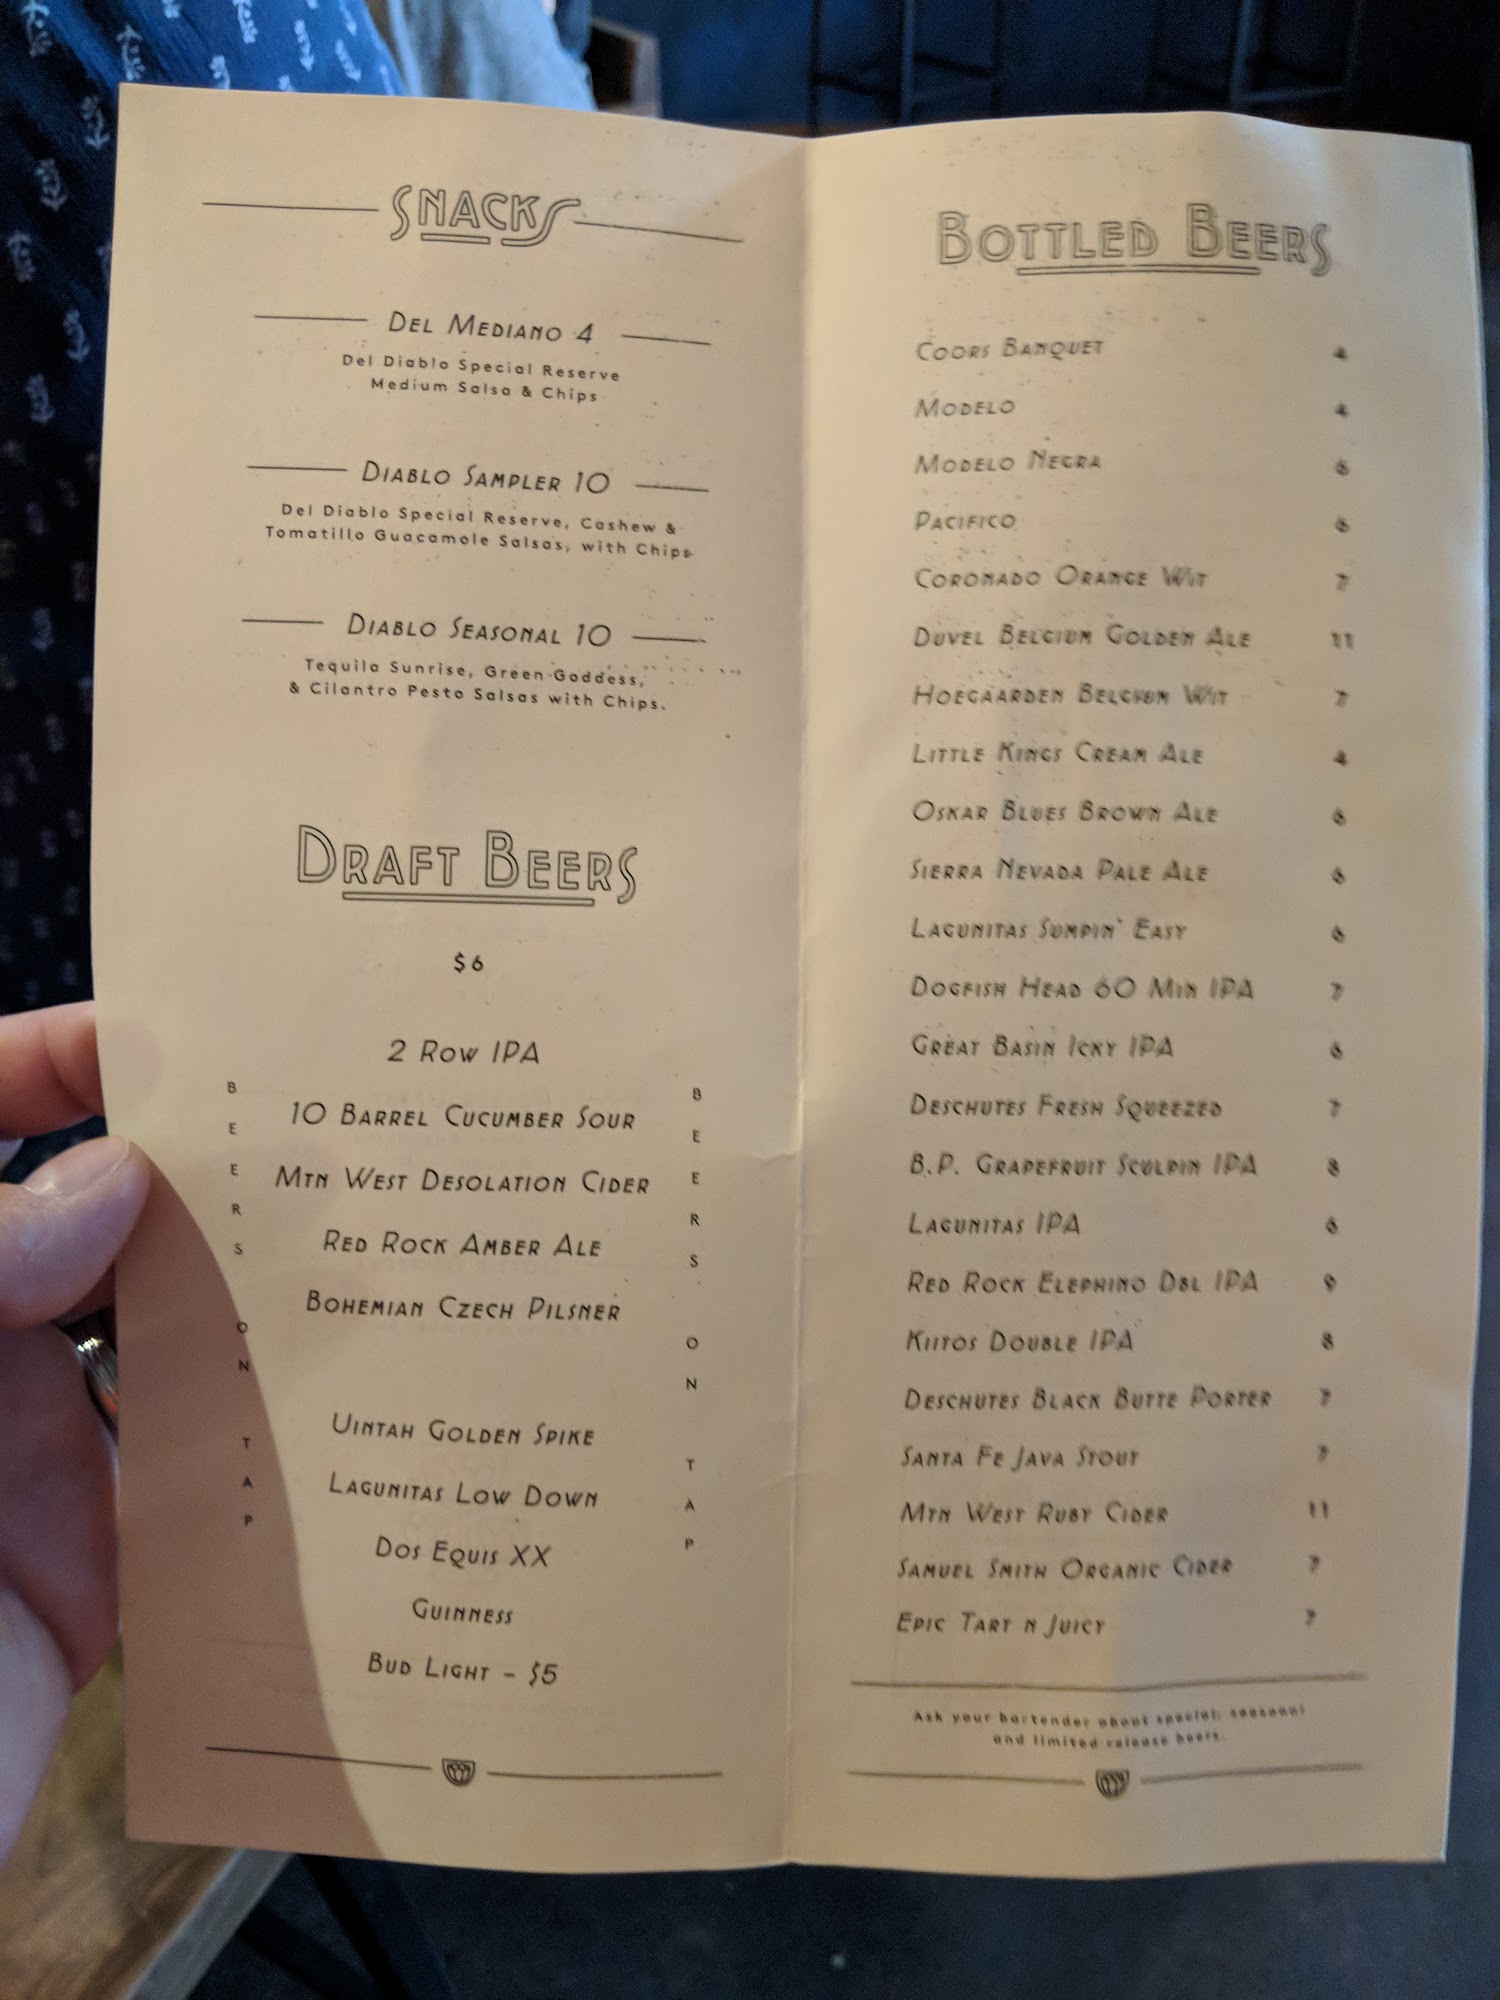 SNACKS
DEL MEDIANO 4
Del Diablo Special Reserve
Medium Salsa & Chips
DIABLO SAMPLER 10
Del Diablo Special Reserve, Cashew &
Tomatillo Guacamole Salsas, with Chips
DIABLO SEASONAL 10
Tequila Sunrise, Green Goddess,
& Cilantro Pesto Salsas with Chips.
DRAFT BEERS
$6
2 ROW IPA
10 BARREL CUCUMBER SOUR
MTN WEST DESOLATION CIDER
RED ROCK AMBER ALE
BOHEMIAN CZECH PILSNER
UINTAH GOLDEN SPIKE
LAGUNITAS LOW DOWN
DOS EQUIS XX
GUINNESS
BUD LIGHT - $5
BEERS ON TAP
BEERS ON TAP
BOTTLED BEERS
COORS BANQUET 4
MODELO 4
MODELO NEGRA 6
PACIFICO 6
CORONADO ORANGE WIT 7
DUVEL BELGIUM GOLDEN ALE 11
HOEGAARDEN BELGIUM WIT 7
LITTLE KINGS CREAM ALE 4
OSKAR BLUES BROWN ALE 6
SIERRA NEVADA PALE ALE 6
LAGUNITAS SUMPIN' EASY 6
DOGFISH HEAD 60 MIN IPA 7
GREAT BASIN ICKY IPA 6
DESCHUTES FRESH SQUEEZED 7
B.P. GRAPEFRUIT SCULPIN IPA 8
LAGUNITAS IPA 6
RED ROCK ELEPHINO DBL IPA 9
KIITOS DOUBLE IPA 8
DESCHUTES BLACK BUTTE PORTER 7
SANTA FE JAVA STOUT 7
MTN WEST RUBY CIDER 11
SAMUEL SMITH ORGANIC CIDER 7
EPIC TART N JUICY 7
Ask your bartender about special, seasonal
and limited release beers.